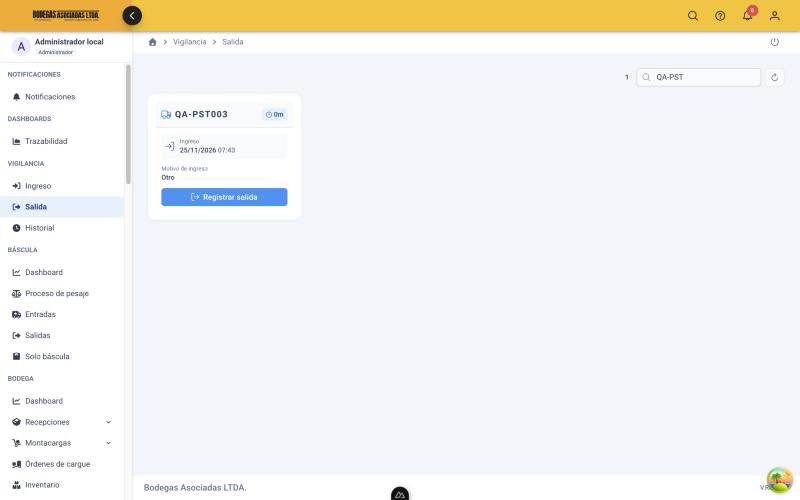 BODEGAS ASOCIADAS LTDA.
6
A
Administrador local
Administrador
Vigilancia
Salida
NOTIFICACIONES
Notificaciones
DASHBOARDS
Trazabilidad
VIGILANCIA
Ingreso
Salida
Historial
BÁSCULA
Dashboard
Proceso de pesaje
Entradas
Salidas
Solo báscula
BODEGA
Dashboard
Recepciones
Montacargas
Órdenes de cargue
Inventario
1
QA-PST
QA-PST003
0m
Ingreso
25/11/2026 07:43
Motivo de ingreso
Otro
Registrar salida
Bodegas Asociadas LTDA.